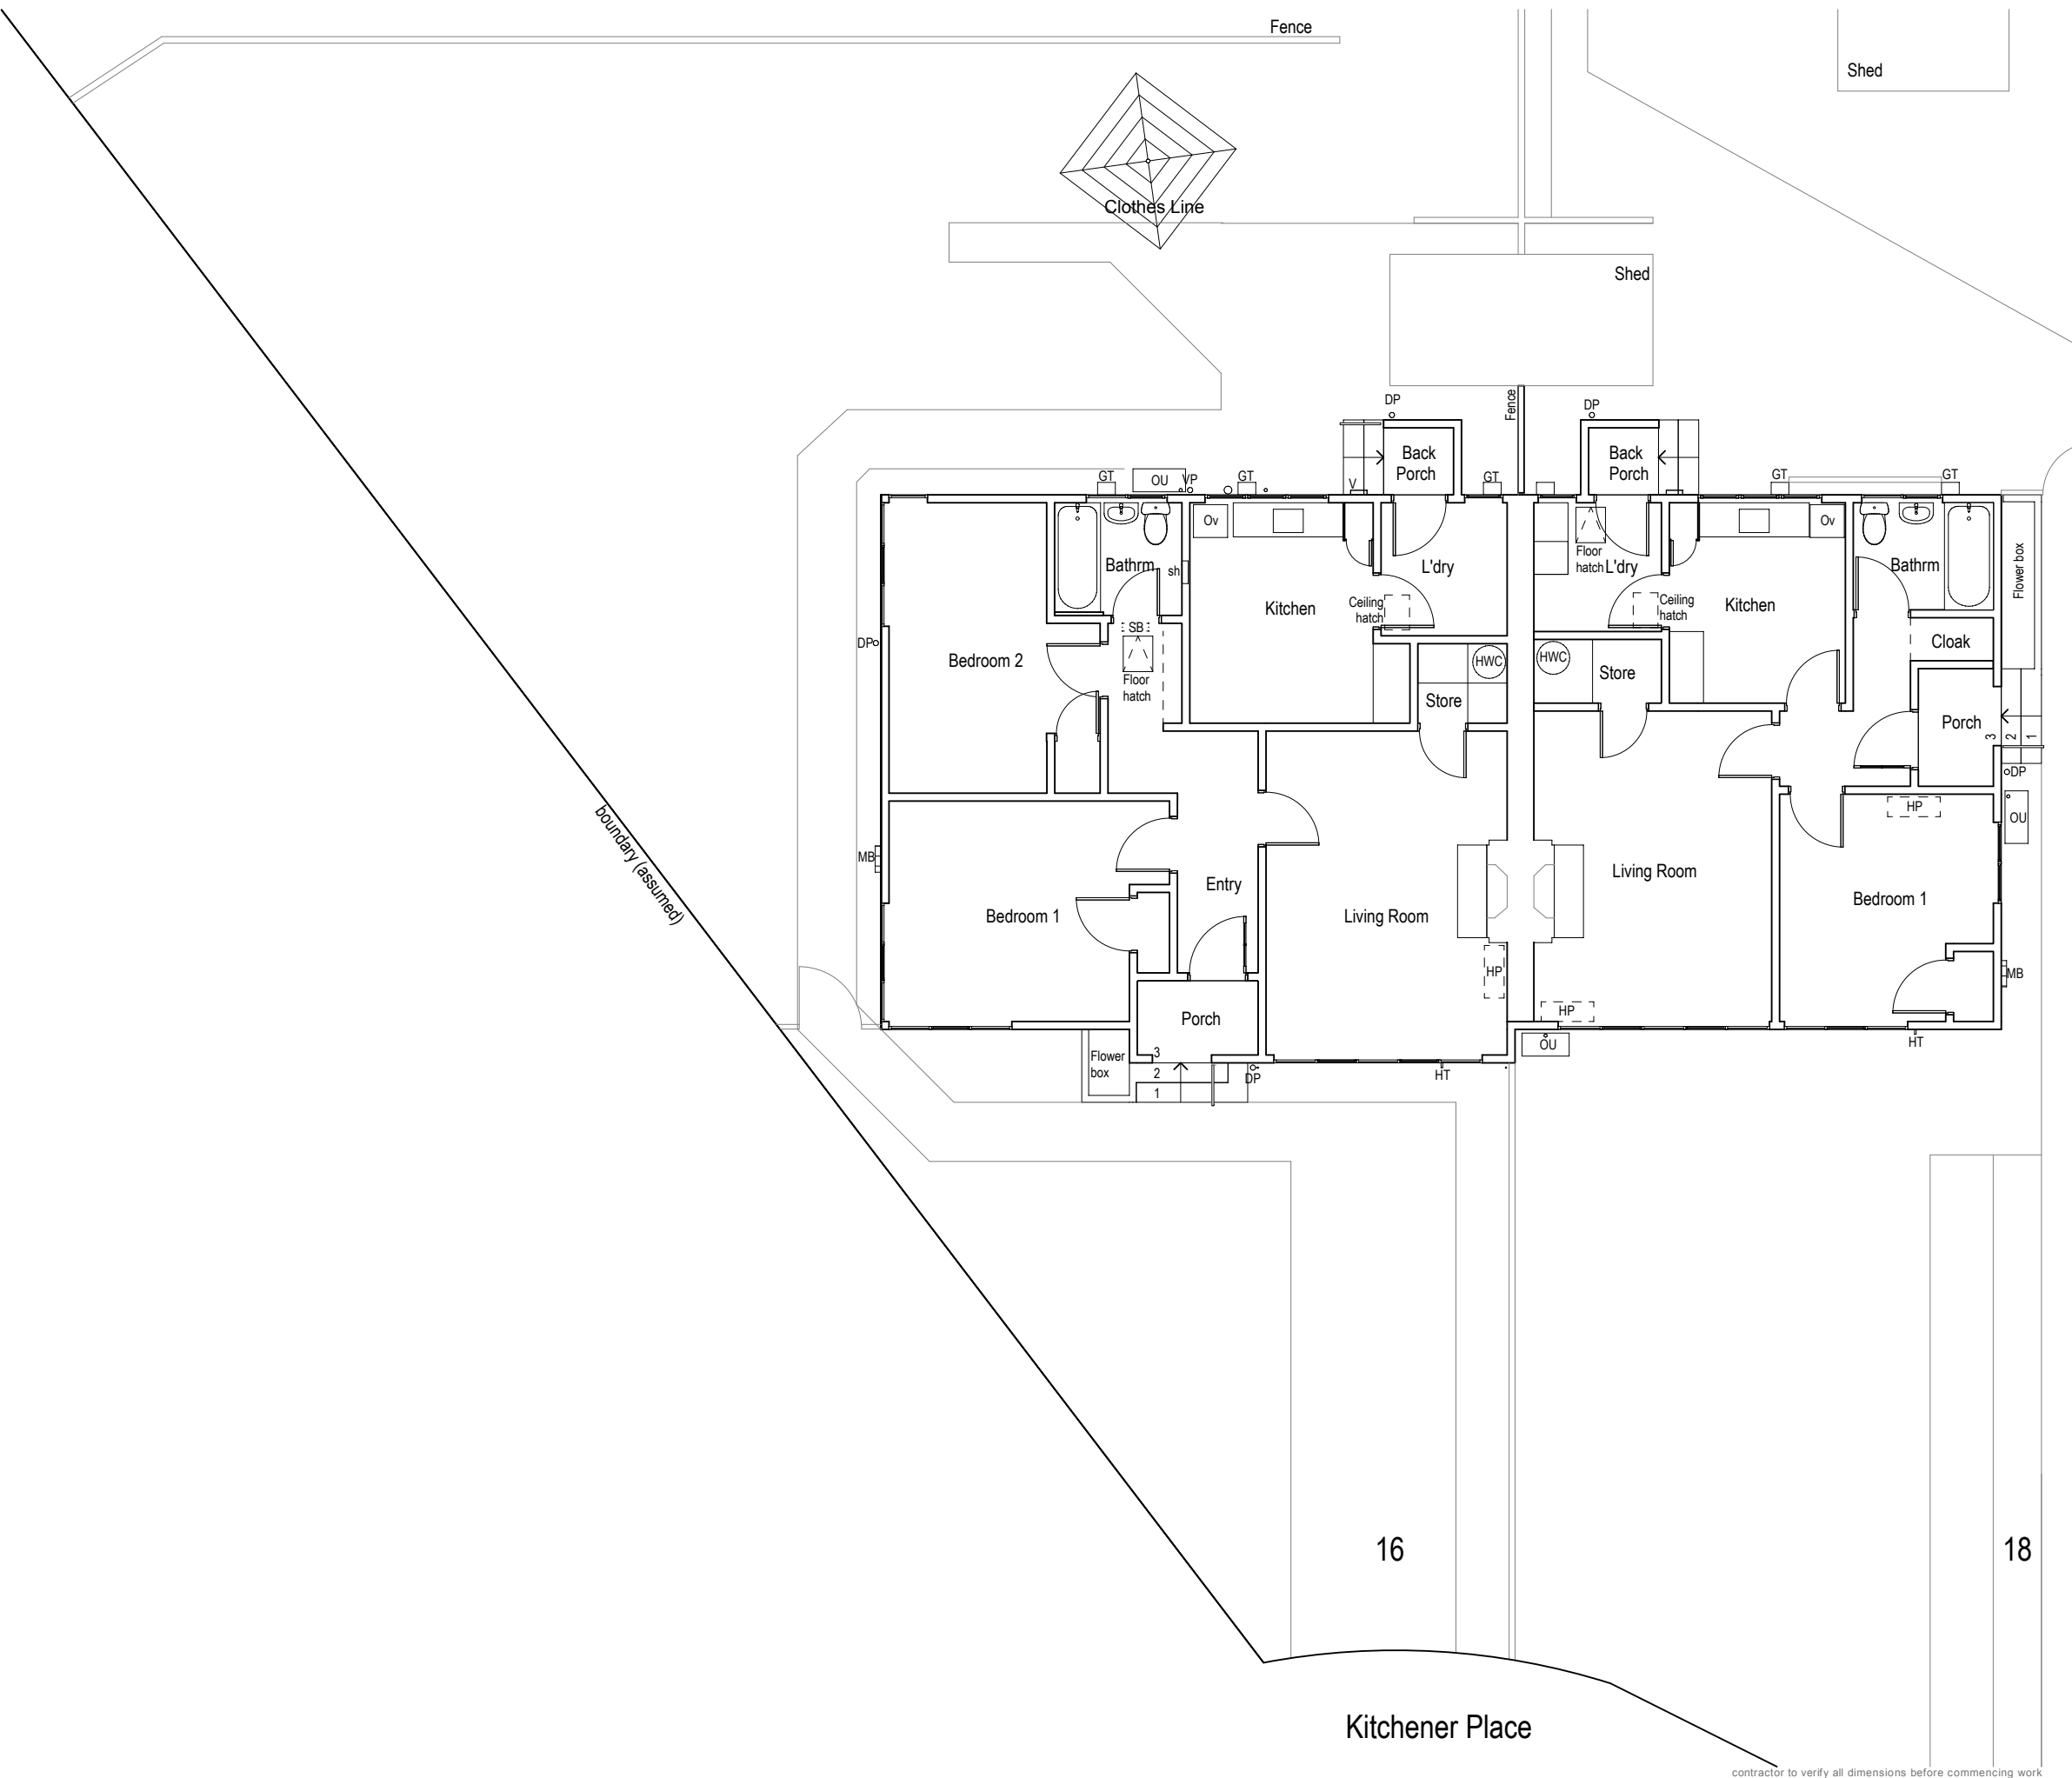 Fence
Shed
Clothes Line
Shed
DP
Fence
DP
Back
Porch
Back
Porch
GT
OU
VP
GT
V
GT
GT
GT
Ov
Ov
Bathrm
sh
L'dry
Floor
hatch
L'dry
Bathrm
Flower box
Kitchen
Ceiling
hatch
Ceiling
hatch
Kitchen
SB
DP
Bedroom 2
Floor
hatch
HWC
HWC
Store
Store
Cloak
Porch
3
2
1
DP
HP
OU
boundary (assumed)
MB
Entry
Living Room
Bedroom 1
Bedroom 1
Living Room
HP
MB
HP
Porch
OU
HT
Flower
box
3
2
1
DP
HT
16
18
Kitchener Place
contractor to verify all dimensions before commencing work